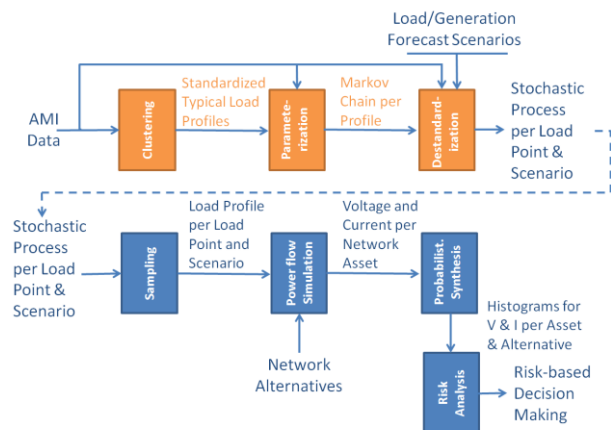 Load/Generation
Forecast Scenarios
Standardized
Typical Load
Profiles
Markov
Chain per
Profile
Stochastic
Process
per Load
Point &
Scenario
AMI
Data
Clustering
Paramete-
rization
Destandard-
ization
Stochastic
Process
per Load
Point &
Scenario
Load Profile
per Load
Point and
Scenario
Voltage and
Current per
Network
Asset
Sampling
Power flow
Simulation
Probabilist.
Synthesis
Histograms for
V & I per Asset
& Alternative
Network
Alternatives
Risk
Analysis
Risk-based
Decision
Making